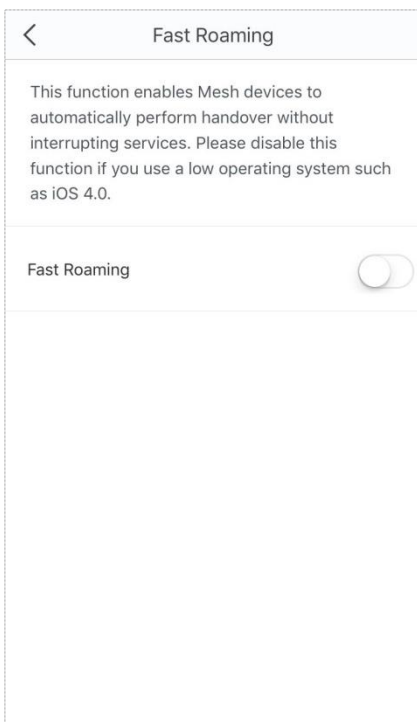 Fast Roaming
This function enables Mesh devices to
automatically perform handover without
interrupting services. Please disable this
function if you use a low operating system such
as iOS 4.0.
Fast Roaming